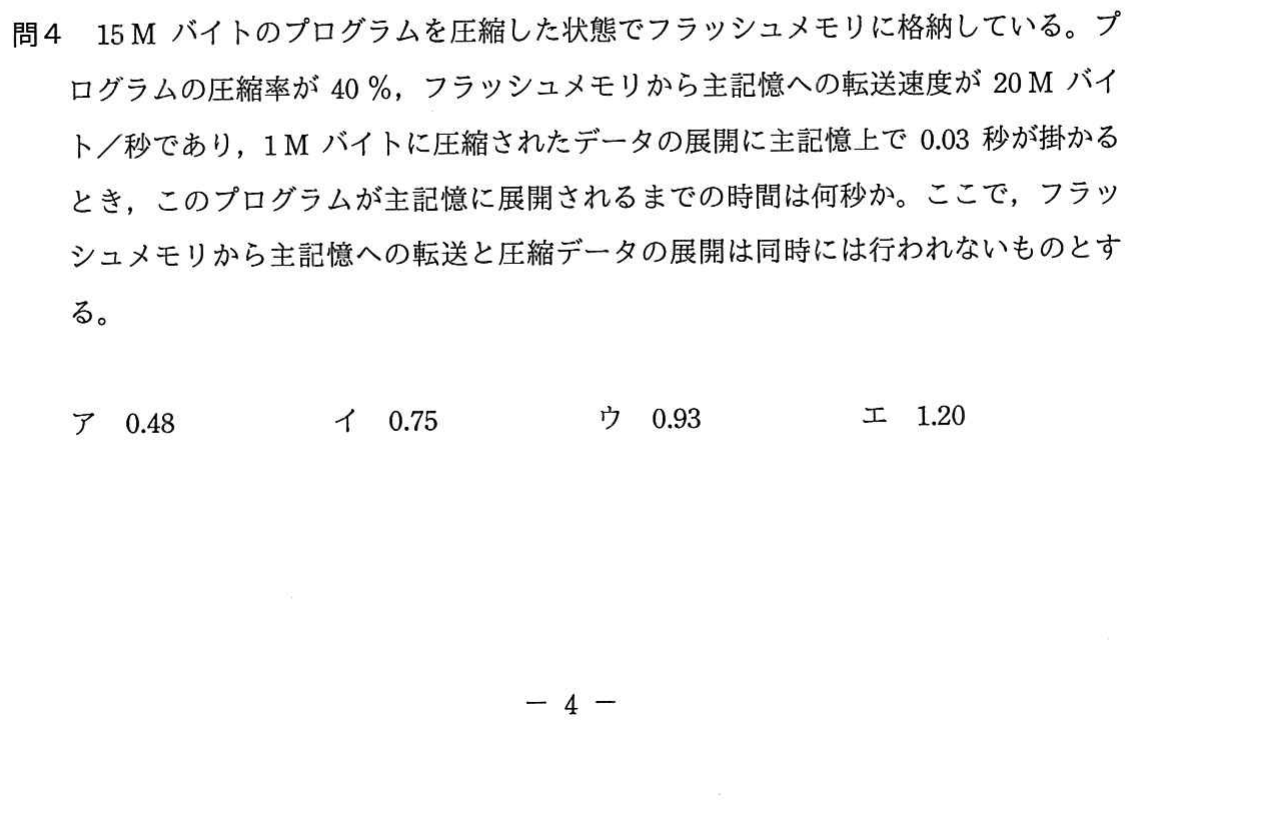 問4　15 M バイトのプログラムを圧縮した状態でフラッシュメモリに格納している。プ
ログラムの圧縮率が 40 %，フラッシュメモリから主記憶への転送速度が 20 M バイ
ト／秒であり，1 M バイトに圧縮されたデータの展開に主記憶上で 0.03 秒が掛かる
とき，このプログラムが主記憶に展開されるまでの時間は何秒か。ここで，フラッ
シュメモリから主記憶への転送と圧縮データの展開は同時には行われないものとす
る。
ア　0.48　イ　0.75　ウ　0.93　エ　1.20
－ 4 －